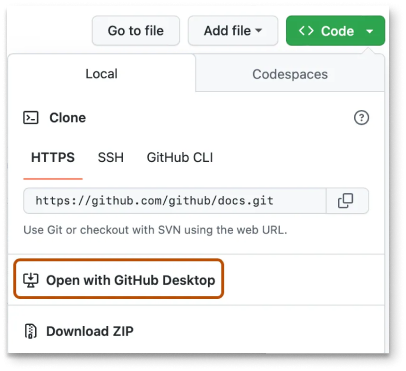 Go to file Add file <> Code
Local Codespaces
Clone
HTTPS SSH GitHub CLI
https://github.com/github/docs.git
Use Git or checkout with SVN using the web URL.
Open with GitHub Desktop
Download ZIP